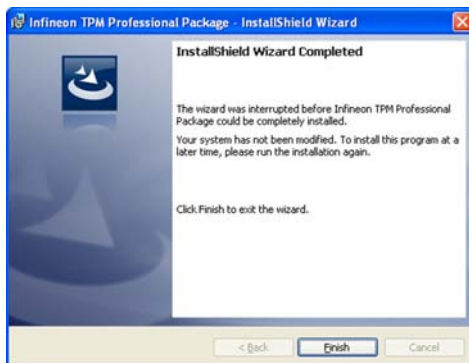 Infineon TPM Professional Package - InstallShield Wizard
InstallShield Wizard Completed
The wizard was interrupted before Infineon TPM Professional
Package could be completely installed.
Your system has not been modified. To install this program at a
later time, please run the installation again.
Click Finish to exit the wizard.
< Back
Finish
Cancel